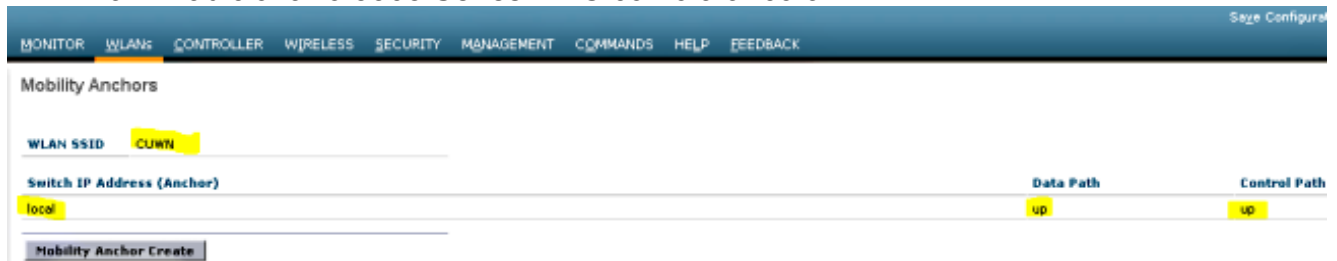 Save Configurat
MONITOR WLANs CONTROLLER WIRELESS SECURITY MANAGEMENT COMMANDS HELP FEEDBACK
Mobility Anchors
WLAN SSID CUWN
Switch IP Address (Anchor) Data Path Control Path
local up up
Mobility Anchor Create